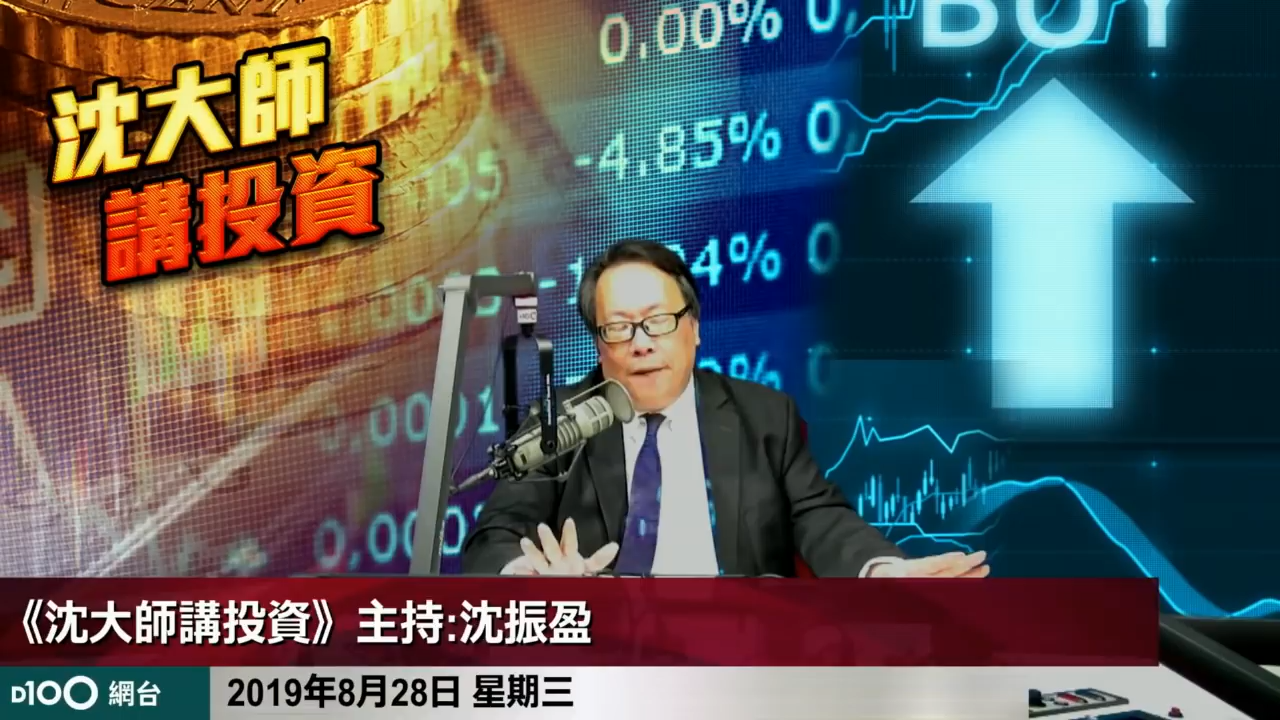 BUY
0,00% 0,
-4.85% 0,
沈大師
講投資
《沈大師講投資》主持:沈振盈
D100 網台
2019年8月28日 星期三